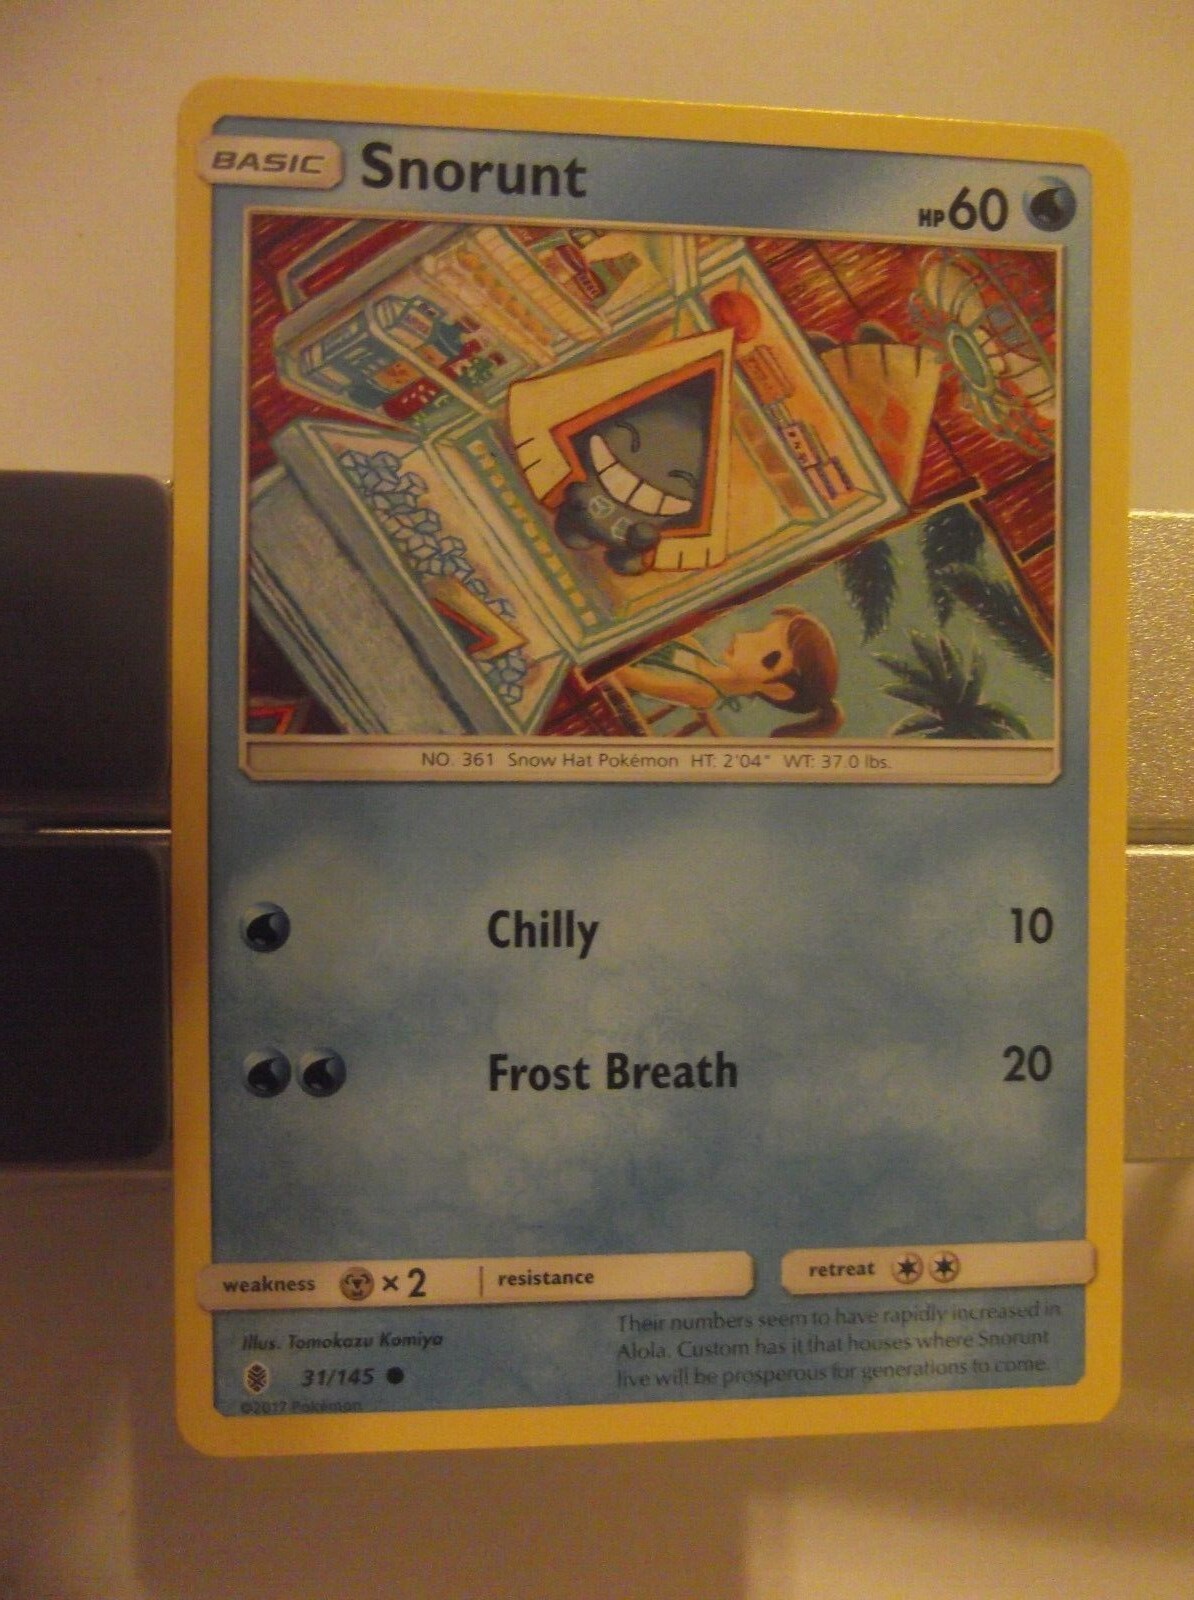 BASIC Snorunt HP 60
NO. 361 Snow Hat Pokémon HT: 2'04" WT: 37.0 lbs.
Chilly 10
Frost Breath 20
weakness × 2 resistance retreat
Illus. Tomokazu Komiya
31/145
©2017 Pokémon
Their numbers seem to have rapidly increased in
Alola. Custom has it that houses where Snorunt
live will be prosperous for generations to come.